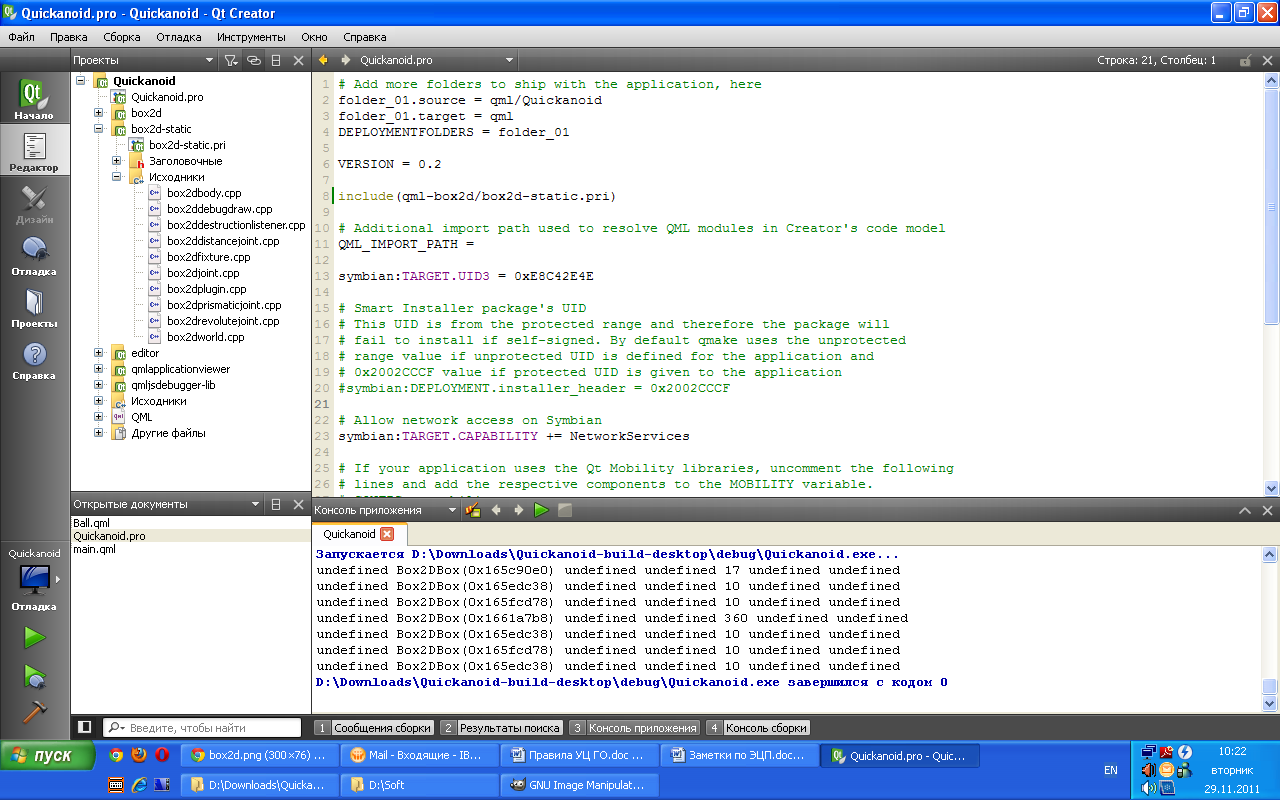 Quickanoid.pro - Quickanoid - Qt Creator
Файл Правка Сборка Отладка Инструменты Окно Справка
Проекты
Quickanoid.pro
Строка: 21, Столбец: 1
Начало
Редактор
Дизайн
Отладка
Проекты
Справка
Quickanoid
Quickanoid.pro
box2d
box2d-static
box2d-static.pri
Заголовочные
Исходники
box2dbody.cpp
box2ddebugdraw.cpp
box2ddestructionlistener.cpp
box2ddistancejoint.cpp
box2dfixture.cpp
box2djoint.cpp
box2dplugin.cpp
box2dprismaticjoint.cpp
box2drevolutejoint.cpp
box2dworld.cpp
editor
qmlapplicationviewer
qmljsdebugger-lib
Исходники
QML
Другие файлы
1 # Add more folders to ship with the application, here
2 folder_01.source = qml/Quickanoid
3 folder_01.target = qml
4 DEPLOYMENTFOLDERS = folder_01
5
6 VERSION = 0.2
7
8 include(qml-box2d/box2d-static.pri)
9
10 # Additional import path used to resolve QML modules in Creator's code model
11 QML_IMPORT_PATH =
12
13 symbian:TARGET.UID3 = 0xE8C42E4E
14
15 # Smart Installer package's UID
16 # This UID is from the protected range and therefore the package will
17 # fail to install if self-signed. By default qmake uses the unprotected
18 # range value if unprotected UID is defined for the application and
19 # 0x2002CCCF value if protected UID is given to the application
20 #symbian:DEPLOYMENT.installer_header = 0x2002CCCF
21
22 # Allow network access on Symbian
23 symbian:TARGET.CAPABILITY += NetworkServices
24
25 # If your application uses the Qt Mobility libraries, uncomment the following
26 # lines and add the respective components to the MOBILITY variable.
Открытые документы
Ball.qml
Quickanoid.pro
main.qml
Quickanoid
Отладка
Консоль приложения
Quickanoid
Запускается D:\Downloads\Quickanoid-build-desktop\debug\Quickanoid.exe...
undefined Box2DBox(0x165c90e0) undefined undefined 17 undefined undefined
undefined Box2DBox(0x165edc38) undefined undefined 10 undefined undefined
undefined Box2DBox(0x165fcd78) undefined undefined 10 undefined undefined
undefined Box2DBox(0x1661a7b8) undefined undefined 360 undefined undefined
undefined Box2DBox(0x165edc38) undefined undefined 10 undefined undefined
undefined Box2DBox(0x165fcd78) undefined undefined 10 undefined undefined
undefined Box2DBox(0x165edc38) undefined undefined 10 undefined undefined
D:\Downloads\Quickanoid-build-desktop\debug\Quickanoid.exe завершился с кодом 0
Введите, чтобы найти
1 Сообщения сборки 2 Результаты поиска 3 Консоль приложения 4 Консоль сборки
пуск
box2d.png (300×76) ...
Mail - Входящие - IB...
Правила УЦ ГО.doc ...
Заметки по ЭЦП.doc...
Quickanoid.pro - Quic...
D:\Downloads\Quicka...
D:\Soft
GNU Image Manipulat...
EN
10:22
вторник
29.11.2011